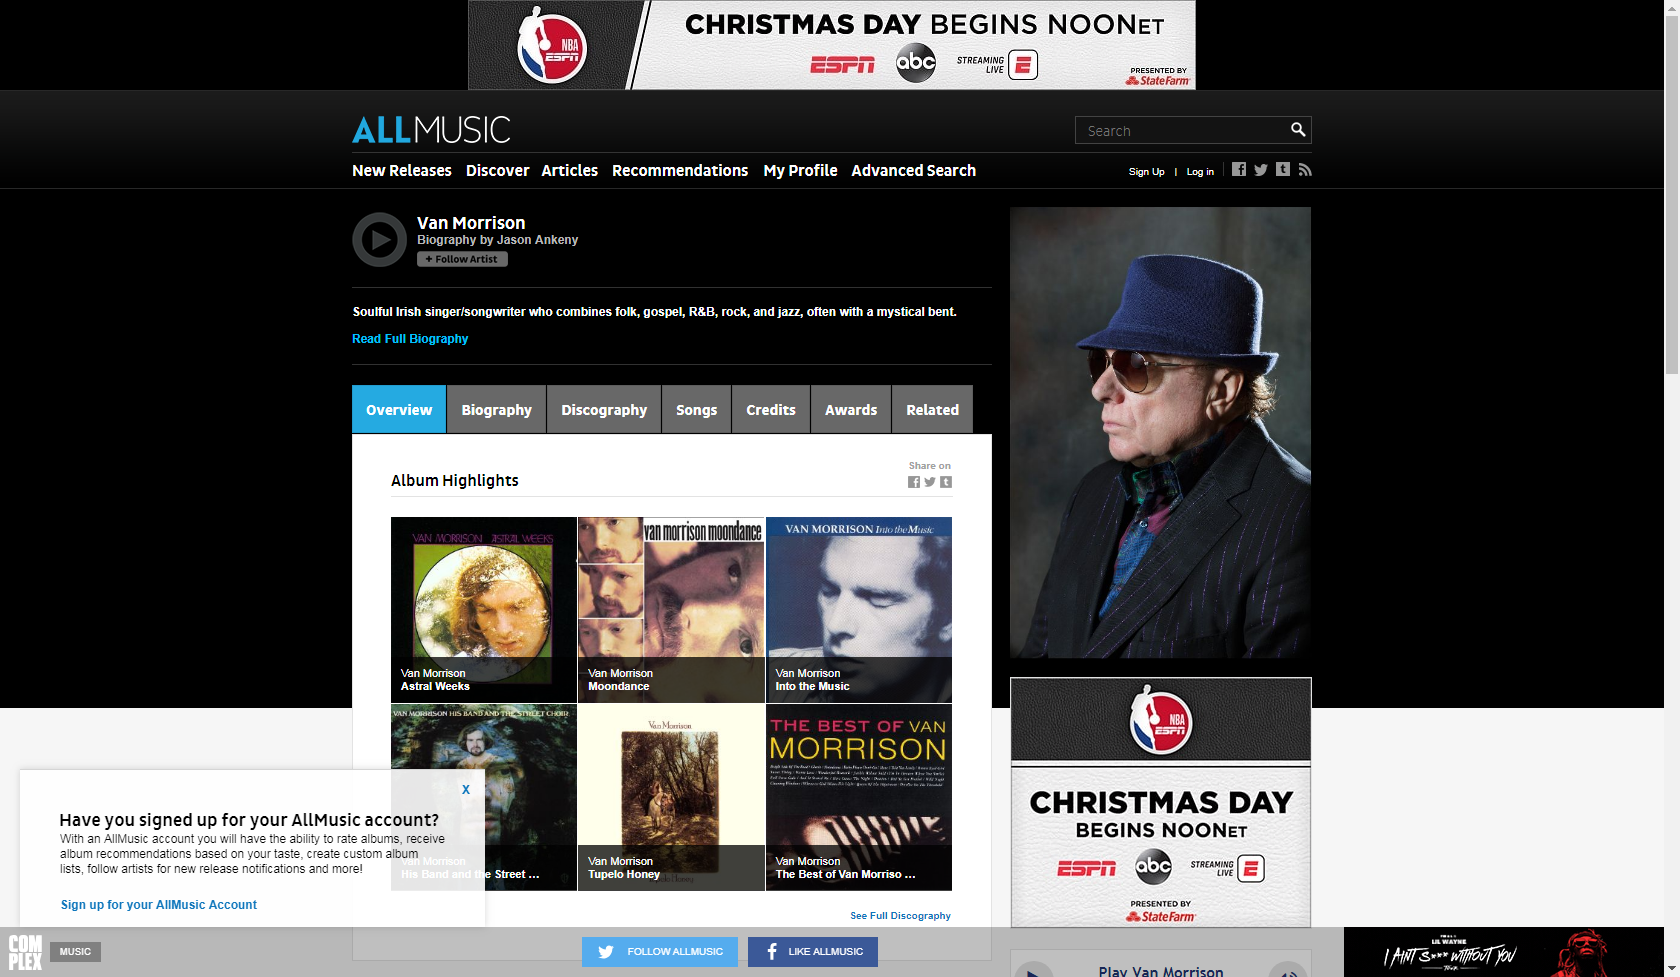 CHRISTMAS DAY BEGINS NOONET
NBA
ESPN
ESPN abc STREAMING LIVE E
PRESENTED BY
StateFarm
ALLMUSIC
Search
New Releases Discover Articles Recommendations My Profile Advanced Search
Sign Up | Log in
Van Morrison
Biography by Jason Ankeny
+ Follow Artist
Soulful Irish singer/songwriter who combines folk, gospel, R&B, rock, and jazz, often with a mystical bent.
Read Full Biography
Overview Biography Discography Songs Credits Awards Related
Share on
Album Highlights
VAN MORRISON ASTRAL WEEKS
Van Morrison
Astral Weeks
van morrison moondance
Van Morrison
Moondance
VAN MORRISON Into the Music
Van Morrison
Into the Music
VAN MORRISON HIS BAND AND THE STREET CHOIR
Van Morrison
His Band and the Street ...
Van Morrison
Tupelo Honey
Van Morrison
Tupelo Honey
THE BEST OF VAN
MORRISON
Van Morrison
The Best of Van Morriso ...
See Full Discography
NBA
ESPN
CHRISTMAS DAY
BEGINS NOONET
ESPN abc STREAMING LIVE E
PRESENTED BY
StateFarm
Play Van Morrison
x
Have you signed up for your AllMusic account?
With an AllMusic account you will have the ability to rate albums, receive
album recommendations based on your taste, create custom album
lists, follow artists for new release notifications and more!
Sign up for your AllMusic Account
COM
PLEX
MUSIC
FOLLOW ALLMUSIC
LIKE ALLMUSIC
LIL WAYNE
I AIN'T S*** WITHOUT YOU
TOUR